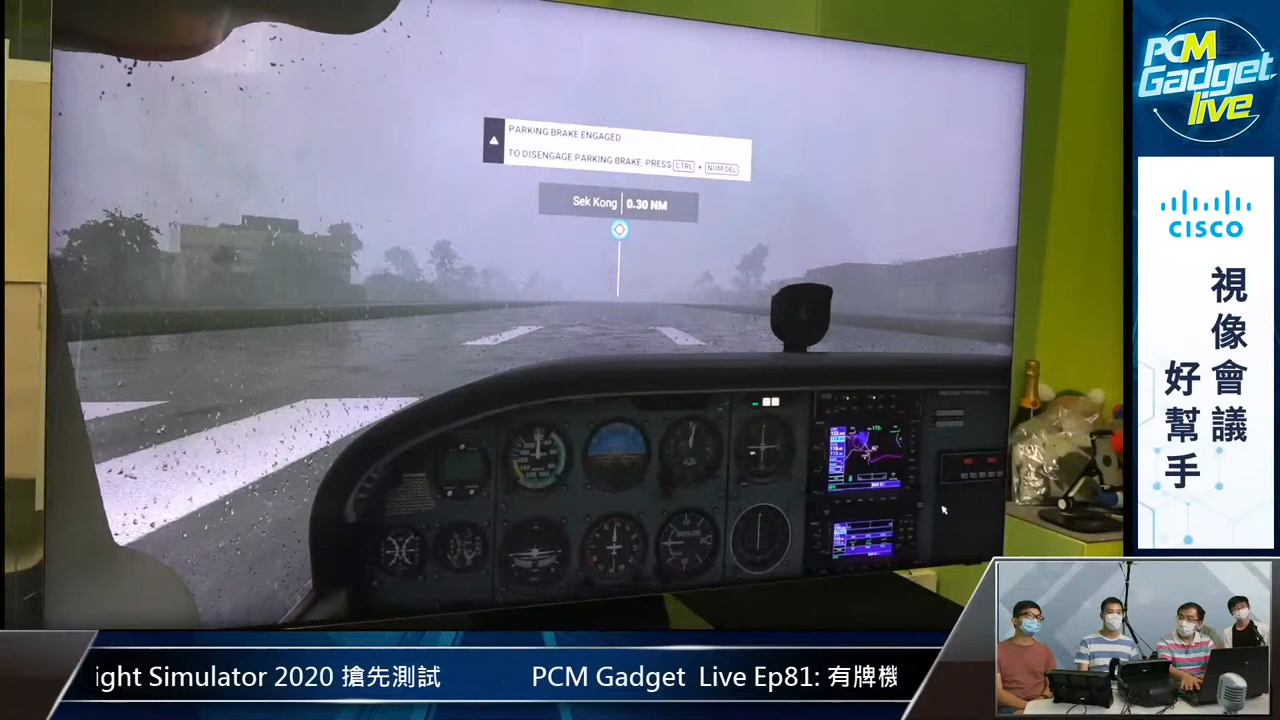 PARKING BRAKE ENGAGED
TO DISENGAGE PARKING BRAKE, PRESS CTRL + NUM DEL
Sek Kong 0.30 NM
PCM
Gadget
live
CISCO
視像會議
好幫手
ight Simulator 2020 搶先測試
PCM Gadget Live Ep81: 有牌機